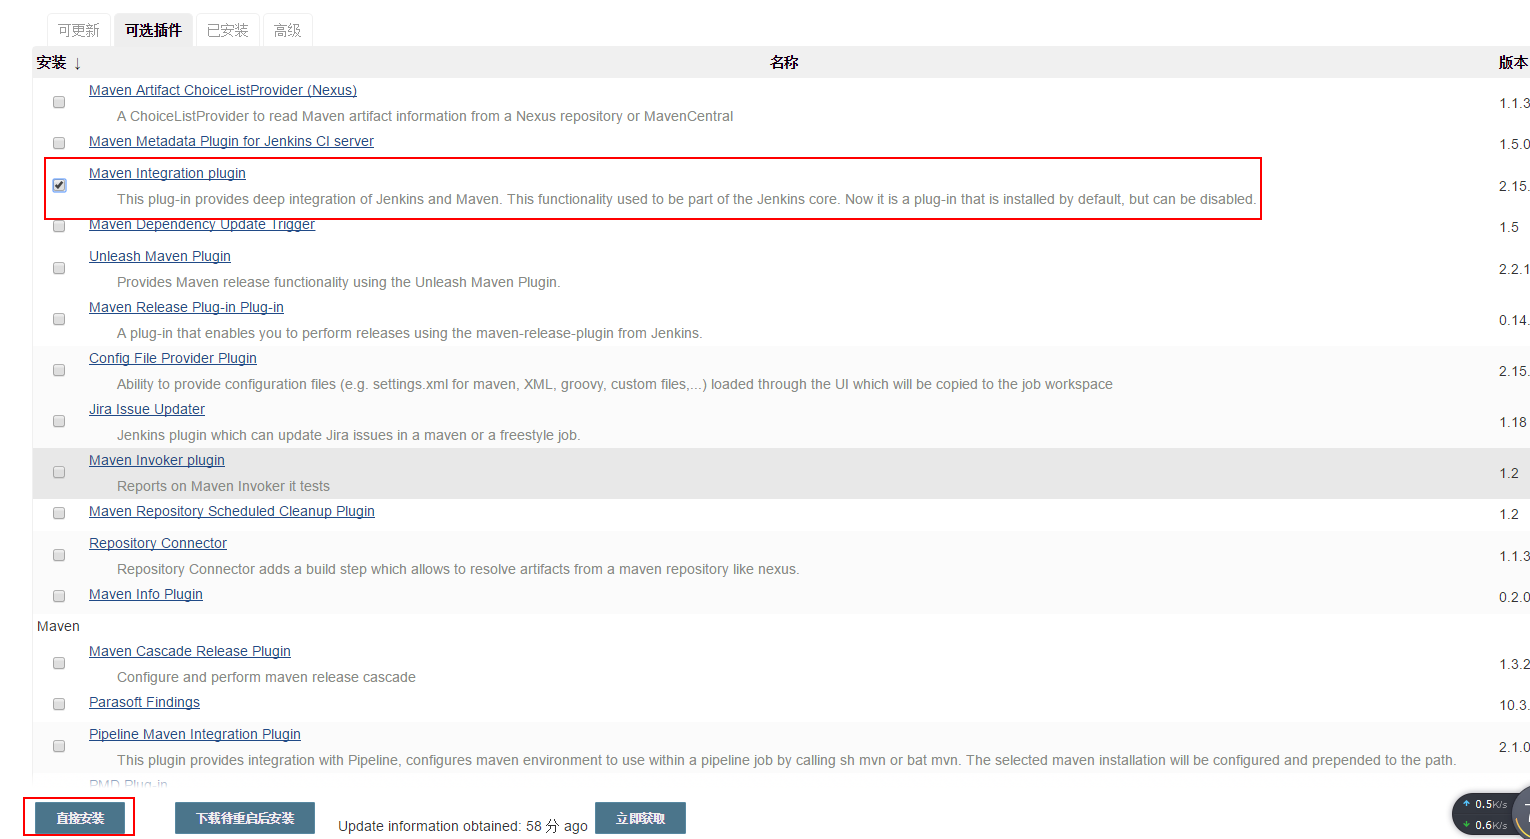 可更新 可选插件 已安装 高级
安装 ↓ 名称 版本
Maven Artifact ChoiceListProvider (Nexus)
A ChoiceListProvider to read Maven artifact information from a Nexus repository or MavenCentral
1.1.3
Maven Metadata Plugin for Jenkins CI server
1.5.0
Maven Integration plugin
This plug-in provides deep integration of Jenkins and Maven. This functionality used to be part of the Jenkins core. Now it is a plug-in that is installed by default, but can be disabled.
2.15.
Maven Dependency Update Trigger
1.5
Unleash Maven Plugin
Provides Maven release functionality using the Unleash Maven Plugin.
2.2.1
Maven Release Plug-in Plug-in
A plug-in that enables you to perform releases using the maven-release-plugin from Jenkins.
0.14.
Config File Provider Plugin
Ability to provide configuration files (e.g. settings.xml for maven, XML, groovy, custom files,...) loaded through the UI which will be copied to the job workspace
2.15.
Jira Issue Updater
Jenkins plugin which can update Jira issues in a maven or a freestyle job.
1.18
Maven Invoker plugin
Reports on Maven Invoker it tests
1.2
Maven Repository Scheduled Cleanup Plugin
1.2
Repository Connector
Repository Connector adds a build step which allows to resolve artifacts from a maven repository like nexus.
1.1.3
Maven Info Plugin
0.2.0
Maven
Maven Cascade Release Plugin
Configure and perform maven release cascade
1.3.2
Parasoft Findings
10.3.
Pipeline Maven Integration Plugin
This plugin provides integration with Pipeline, configures maven environment to use within a pipeline job by calling sh mvn or bat mvn. The selected maven installation will be configured and prepended to the path.
2.1.0
PMD Plug-in
直接安装 下载待重启后安装 Update information obtained: 58 分 ago 立即获取
↑ 0.5K/s
↓ 0.6K/s